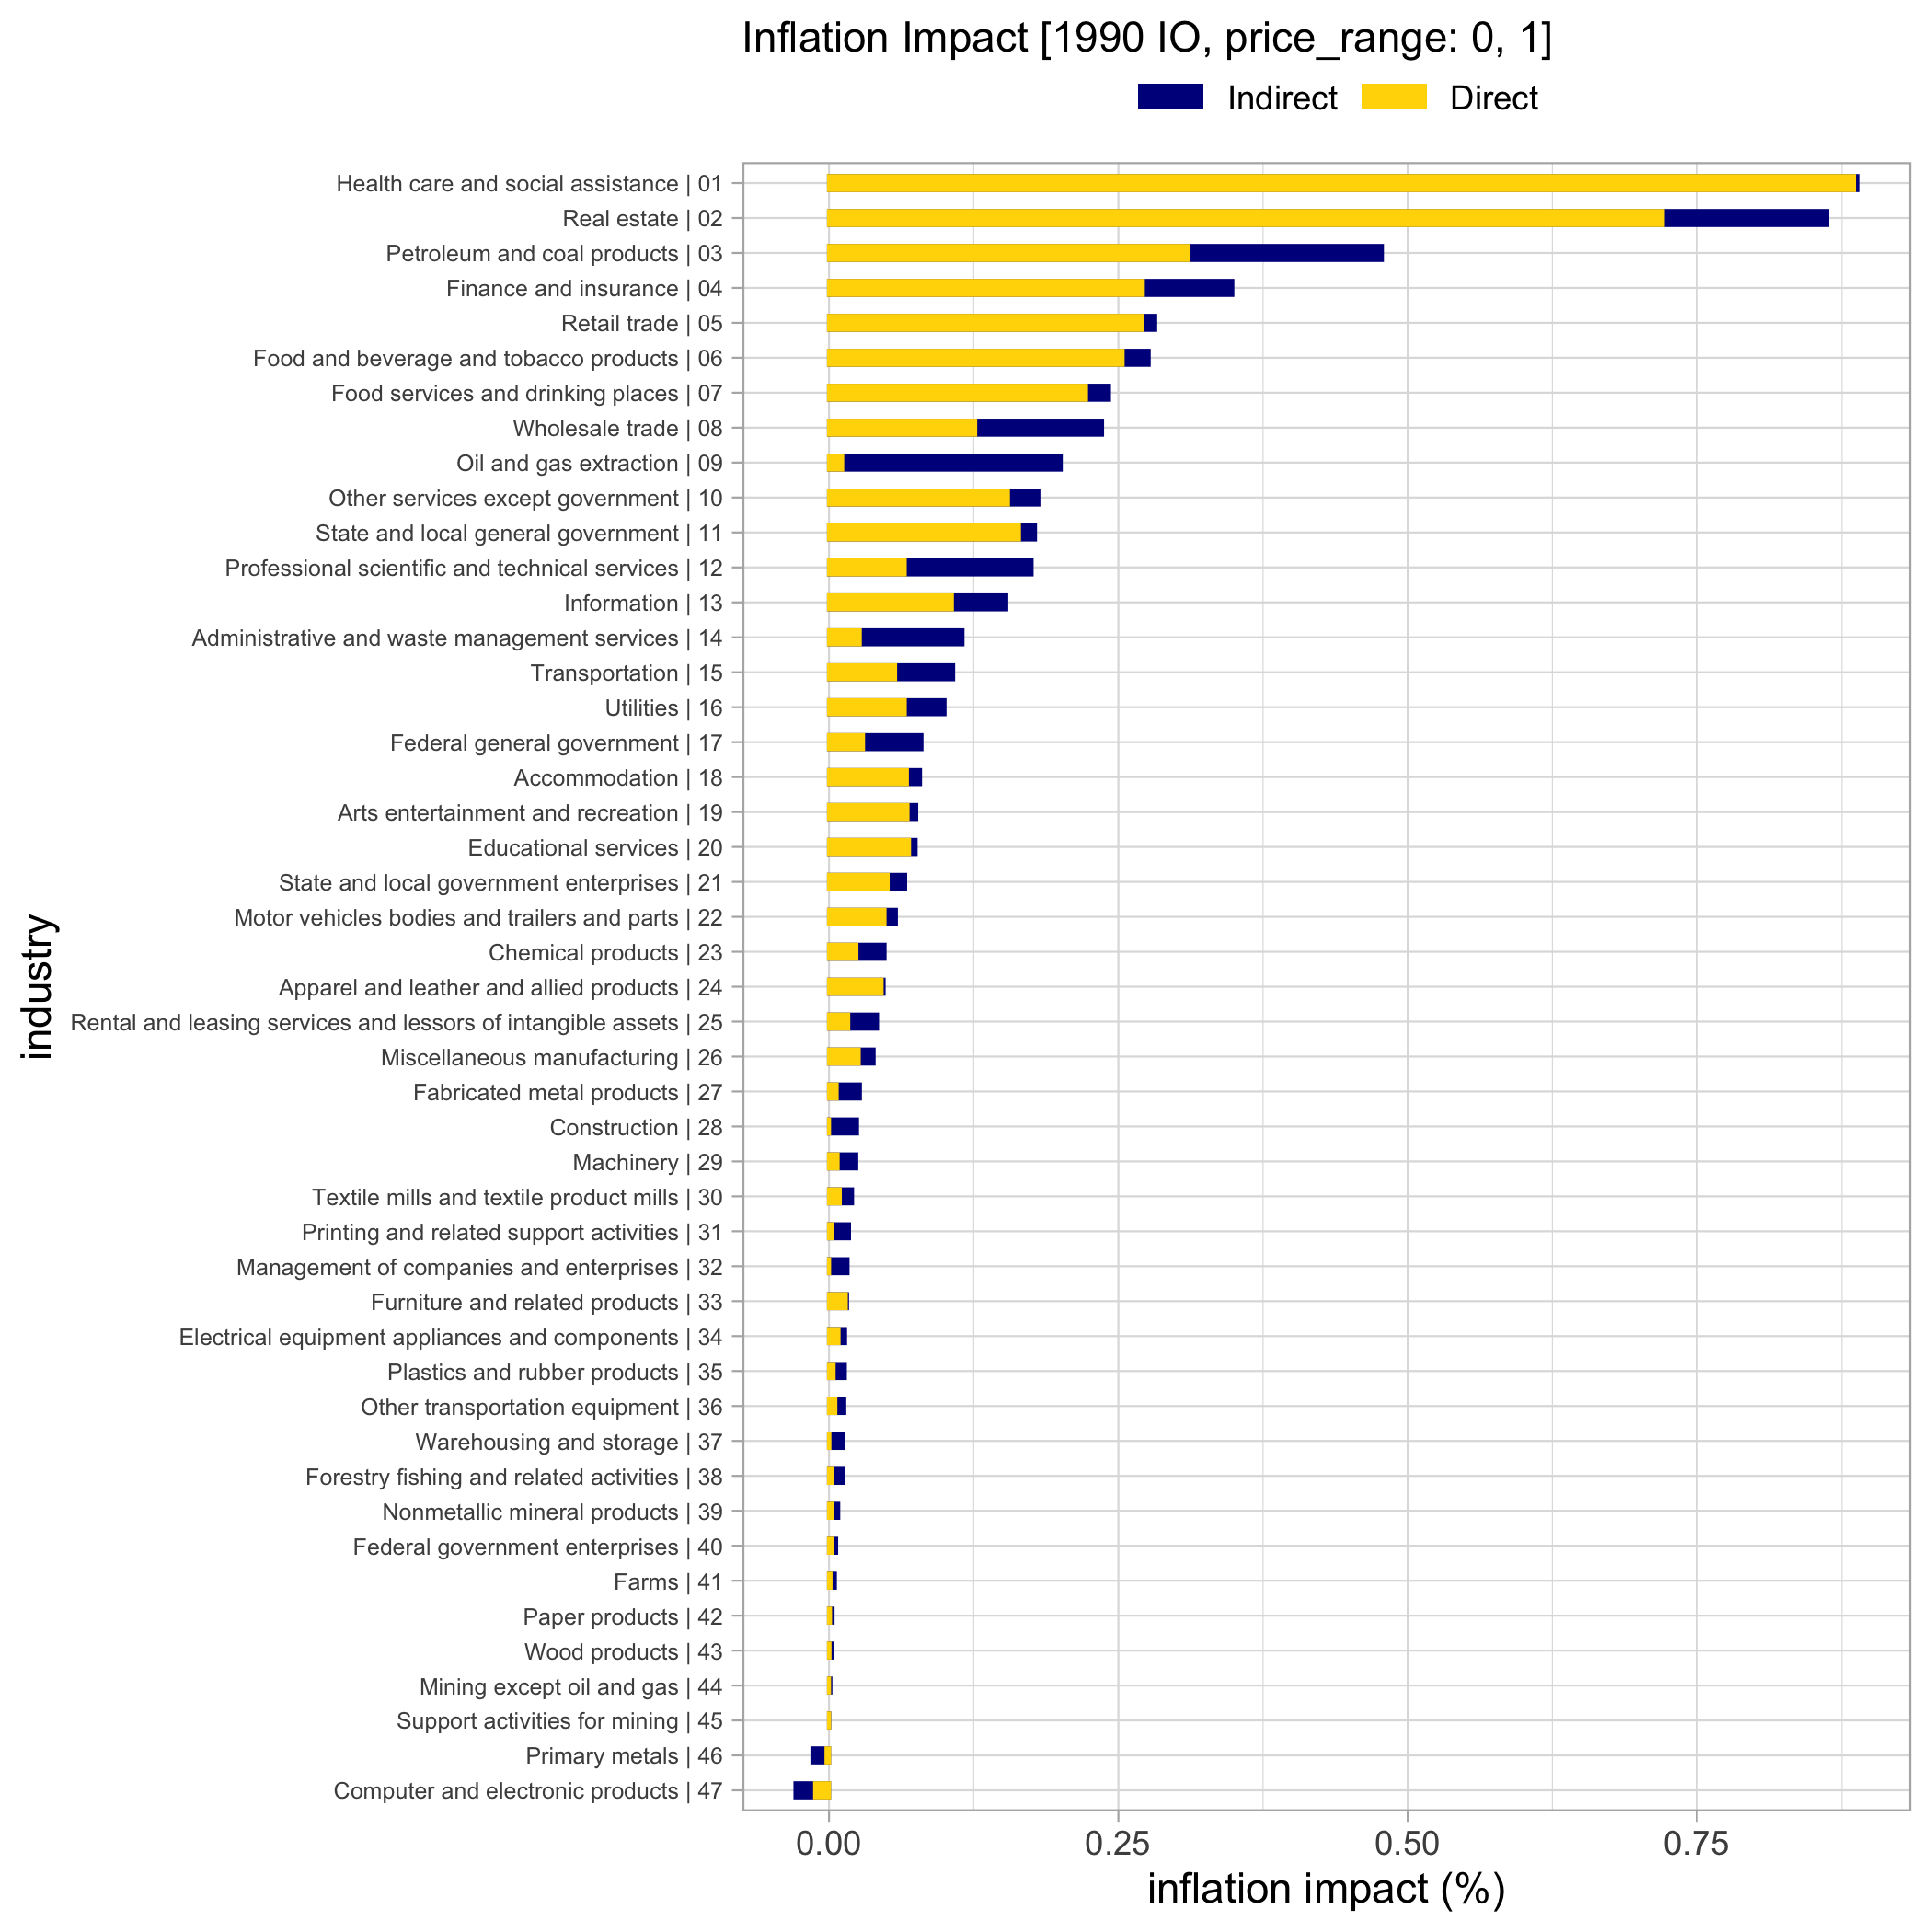 Inflation Impact [1990 IO, price_range: 0, 1]
Indirect Direct
Health care and social assistance | 01
Real estate | 02
Petroleum and coal products | 03
Finance and insurance | 04
Retail trade | 05
Food and beverage and tobacco products | 06
Food services and drinking places | 07
Wholesale trade | 08
Oil and gas extraction | 09
Other services except government | 10
State and local general government | 11
Professional scientific and technical services | 12
Information | 13
Administrative and waste management services | 14
Transportation | 15
Utilities | 16
Federal general government | 17
Accommodation | 18
Arts entertainment and recreation | 19
Educational services | 20
State and local government enterprises | 21
Motor vehicles bodies and trailers and parts | 22
Chemical products | 23
Apparel and leather and allied products | 24
Rental and leasing services and lessors of intangible assets | 25
Miscellaneous manufacturing | 26
Fabricated metal products | 27
Construction | 28
Machinery | 29
Textile mills and textile product mills | 30
Printing and related support activities | 31
Management of companies and enterprises | 32
Furniture and related products | 33
Electrical equipment appliances and components | 34
Plastics and rubber products | 35
Other transportation equipment | 36
Warehousing and storage | 37
Forestry fishing and related activities | 38
Nonmetallic mineral products | 39
Federal government enterprises | 40
Farms | 41
Paper products | 42
Wood products | 43
Mining except oil and gas | 44
Support activities for mining | 45
Primary metals | 46
Computer and electronic products | 47
industry
0.00 0.25 0.50 0.75
inflation impact (%)